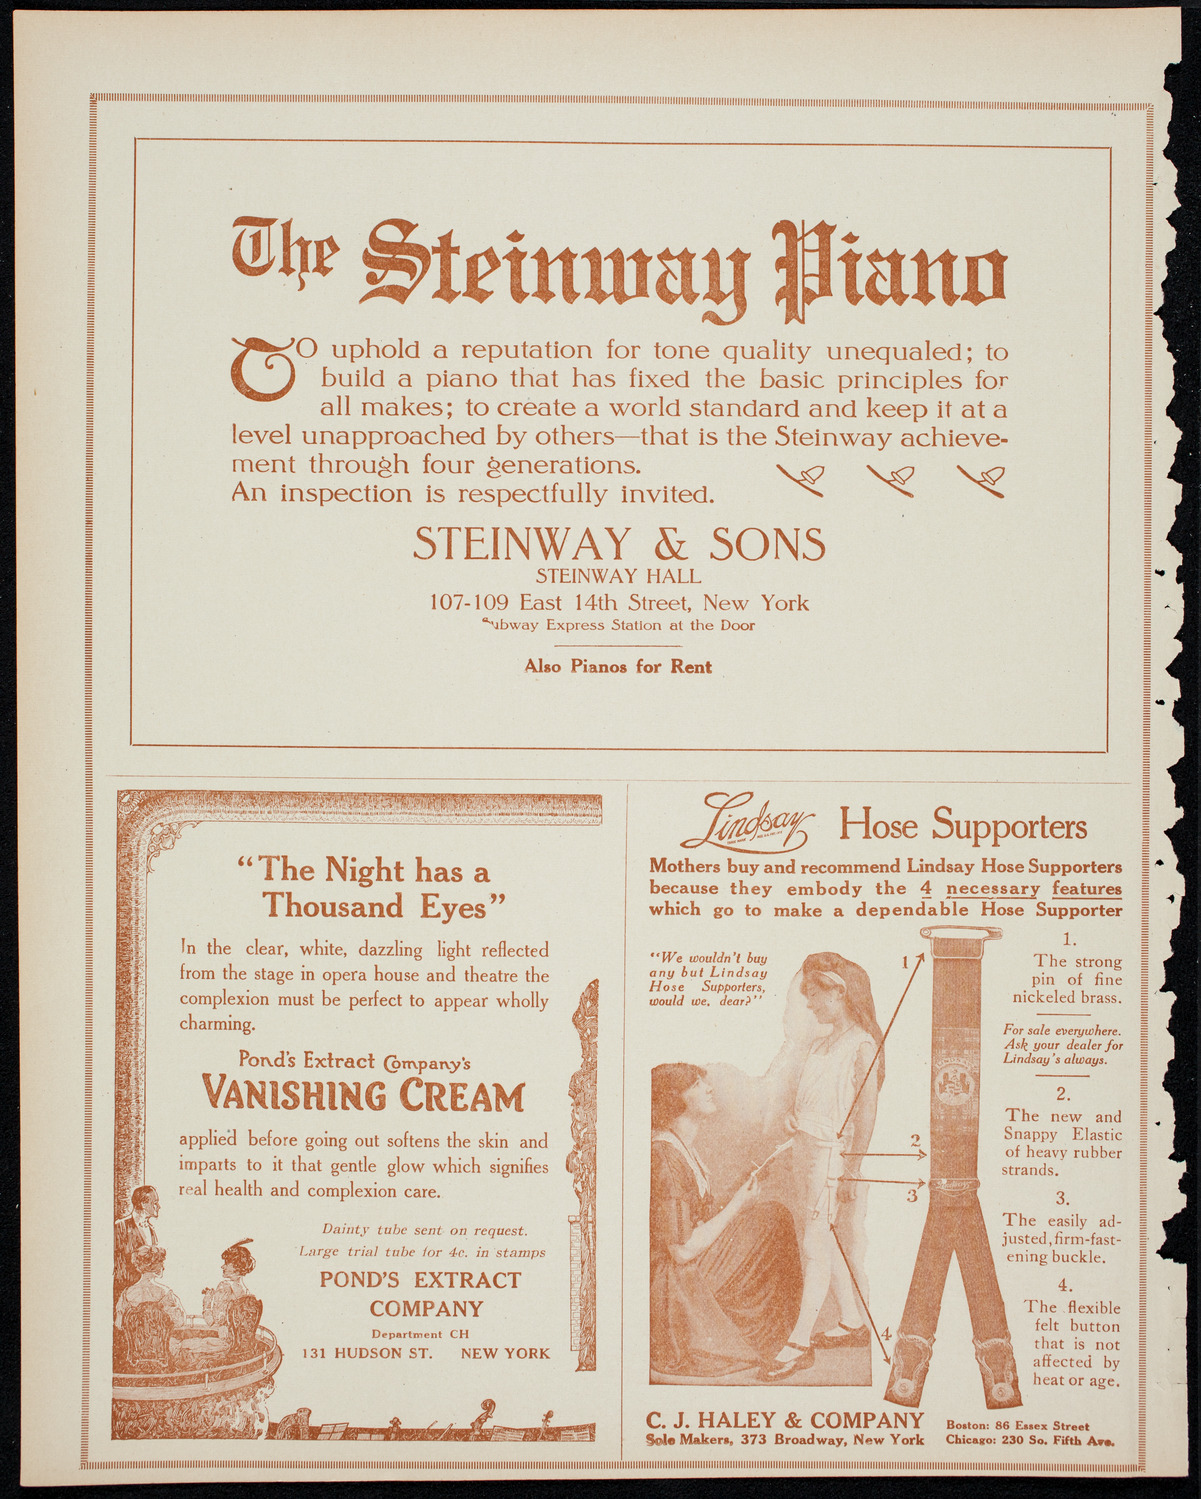 The Steinway Piano
TO uphold a reputation for tone quality unequaled; to
build a piano that has fixed the basic principles for
all makes; to create a world standard and keep it at a
level unapproached by others—that is the Steinway achieve-
ment through four generations.
An inspection is respectfully invited.
STEINWAY & SONS
STEINWAY HALL
107-109 East 14th Street, New York
Subway Express Station at the Door
Also Pianos for Rent
"The Night has a
Thousand Eyes"
In the clear, white, dazzling light reflected
from the stage in opera house and theatre the
complexion must be perfect to appear wholly
charming.
Pond's Extract Company's
VANISHING CREAM
applied before going out softens the skin and
imparts to it that gentle glow which signifies
real health and complexion care.
Dainty tube sent on request.
Large trial tube for 4c. in stamps
POND'S EXTRACT
COMPANY
Department CH
131 HUDSON ST. NEW YORK
Lindsay Hose Supporters
Mothers buy and recommend Lindsay Hose Supporters
because they embody the 4 necessary features
which go to make a dependable Hose Supporter
"We wouldn't buy
any but Lindsay
Hose Supporters,
would we, dear?"
1
2
3
4
1.
The strong
pin of fine
nickeled brass.
For sale everywhere.
Ask your dealer for
Lindsay's always.
2.
The new and
Snappy Elastic
of heavy rubber
strands.
3.
The easily ad-
justed, firm-fast-
ening buckle.
4.
The flexible
felt button
that is not
affected by
heat or age.
C. J. HALEY & COMPANY
Sole Makers, 373 Broadway, New York
Boston: 86 Essex Street
Chicago: 230 So. Fifth Ave.